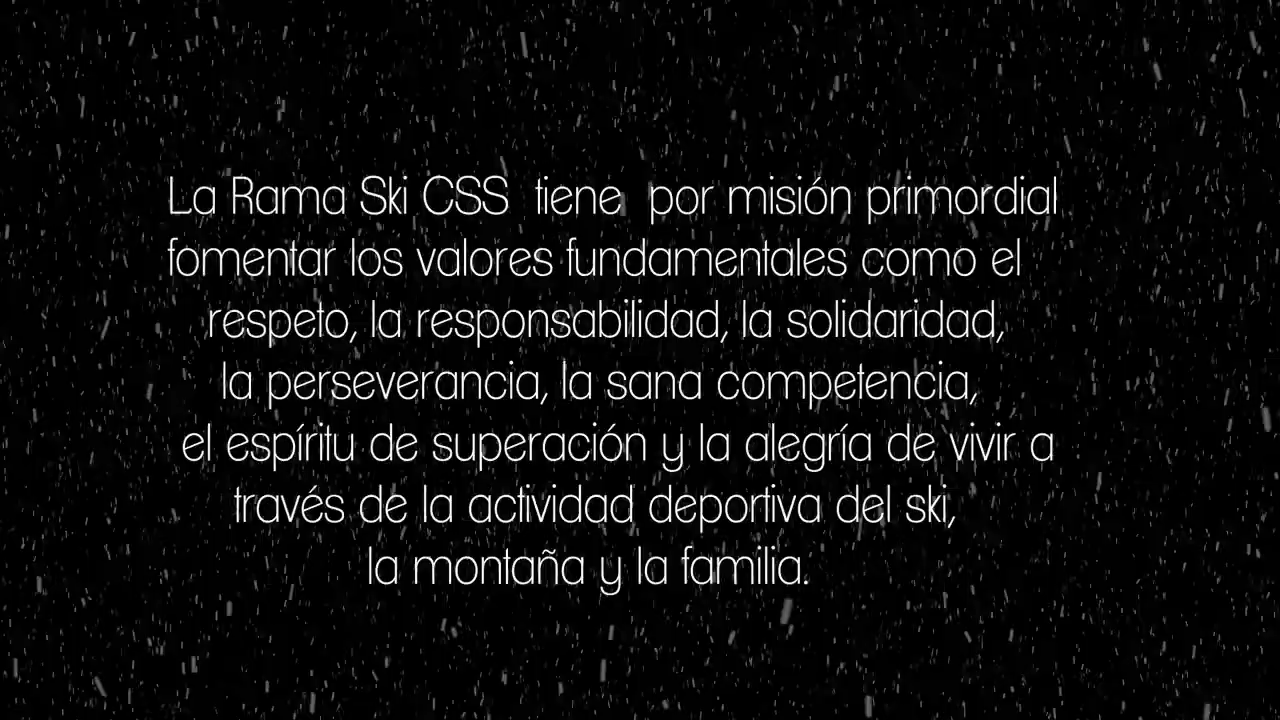 La Rama Ski CSS tiene por misión primordial
fomentar los valores fundamentales como el
respeto, la responsabilidad, la solidaridad,
la perseverancia, la sana competencia,
el espíritu de superación y la alegría de vivir a
través de la actividad deportiva del ski,
la montaña y la familia.